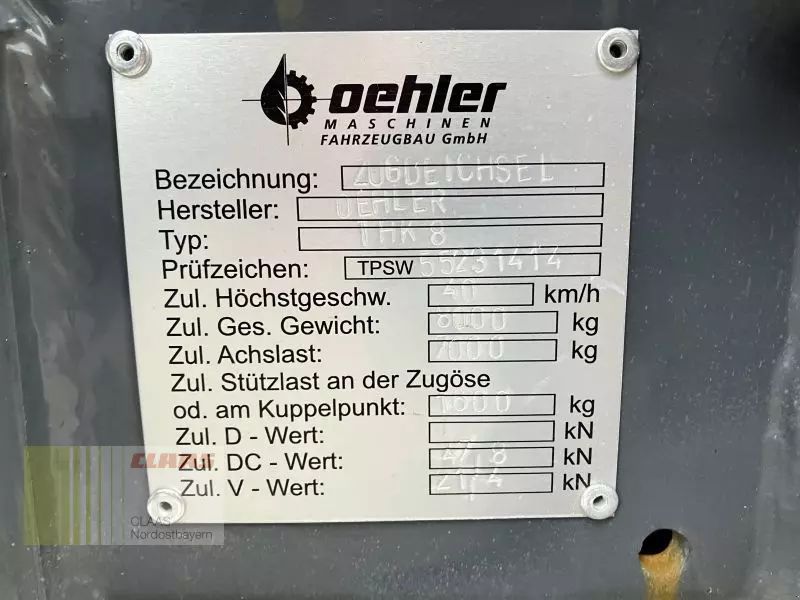 oehler
MASCHINEN
FAHRZEUGBAU GmbH
Bezeichnung: ZUGDEICHSEL
Hersteller: OEHLER
Typ: THK 8
Prüfzeichen: TPSW 55231414
Zul. Höchstgeschw. 40 km/h
Zul. Ges. Gewicht: 8000 kg
Zul. Achslast: 7000 kg
Zul. Stützlast an der Zugöse
od. am Kuppelpunkt: kg
Zul. D - Wert: kN
Zul. DC - Wert: 47,8 kN
Zul. V - Wert: 21,4 kN
CLAAS
CLAAS
Nordostbayern